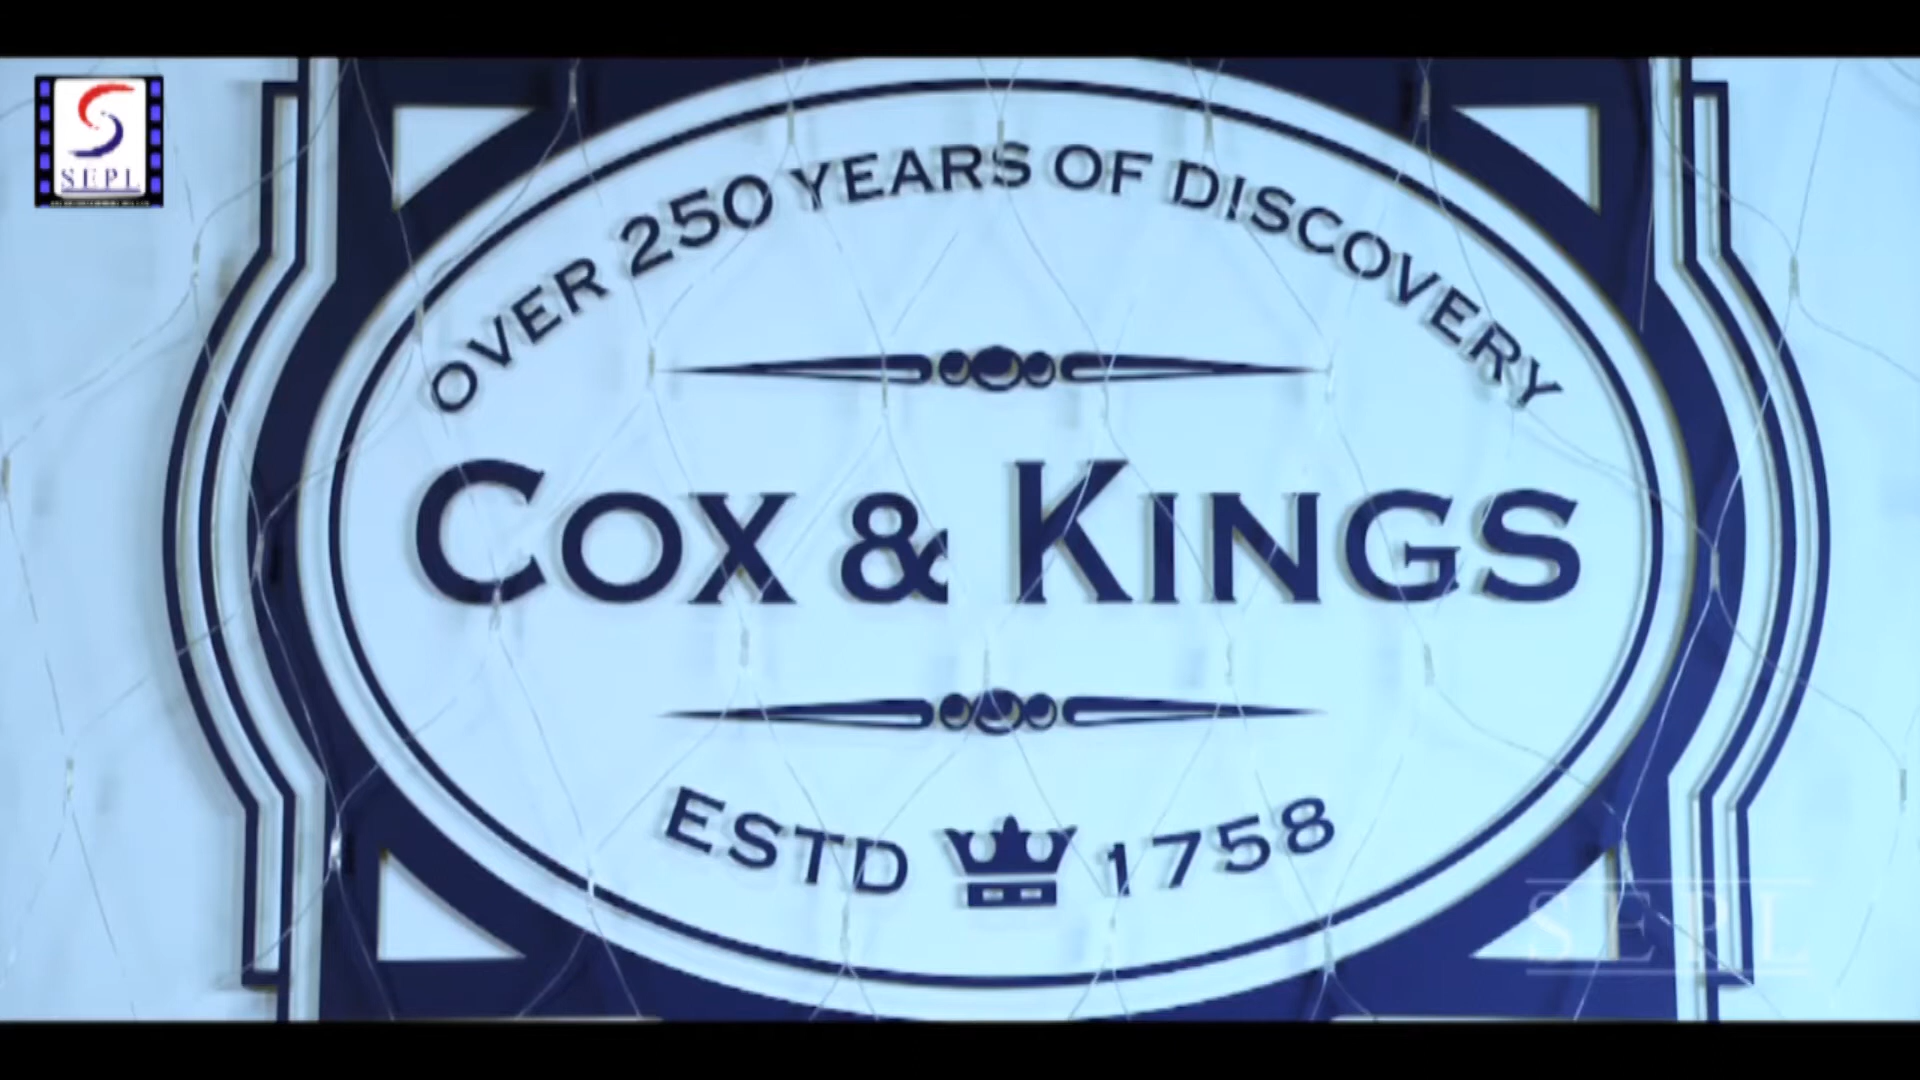 SEPL
OVER 250 YEARS OF DISCOVERY
COX & KINGS
ESTD 1758
SEPL